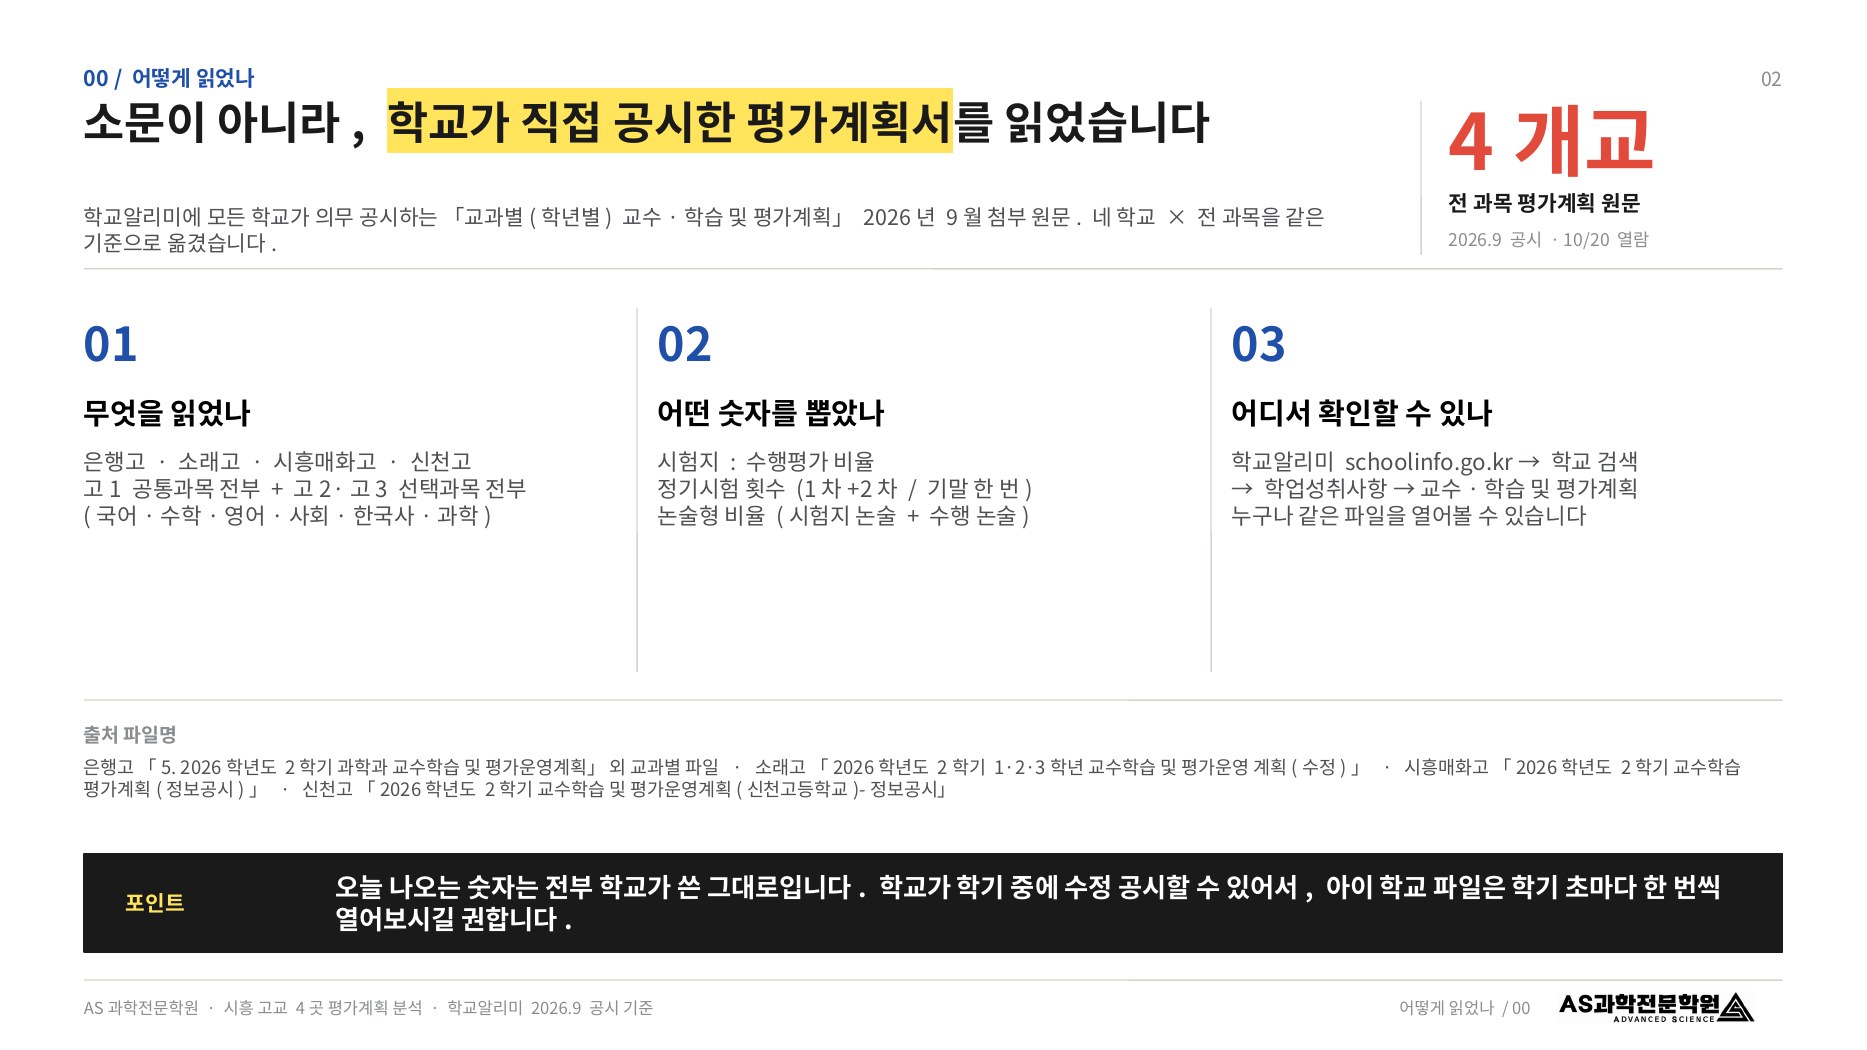 00 / 어떻게 읽었나
02
소문이 아니라 , 학교가 직접 공시한 평가계획서를 읽었습니다
4 개교
전 과목 평가계획 원문
2026.9 공시 · 10/20 열람
학교알리미에 모든 학교가 의무 공시하는 「교과별 ( 학년별 ) 교수 · 학습 및 평가계획」 2026 년 9 월 첨부 원문 . 네 학교 × 전 과목을 같은
기준으로 옮겼습니다 .
01
무엇을 읽었나
은행고 · 소래고 · 시흥매화고 · 신천고
고 1 공통과목 전부 + 고 2 · 고 3 선택과목 전부
( 국어 · 수학 · 영어 · 사회 · 한국사 · 과학 )
02
어떤 숫자를 뽑았나
시험지 : 수행평가 비율
정기시험 횟수 (1 차 +2 차 / 기말 한 번 )
논술형 비율 ( 시험지 논술 + 수행 논술 )
03
어디서 확인할 수 있나
학교알리미 schoolinfo.go.kr → 학교 검색
→ 학업성취사항 → 교수 · 학습 및 평가계획
누구나 같은 파일을 열어볼 수 있습니다
출처 파일명
은행고 「 5. 2026 학년도 2 학기 과학과 교수학습 및 평가운영계획」 외 교과별 파일 · 소래고 「 2026 학년도 2 학기 1·2·3 학년 교수학습 및 평가운영 계획 ( 수정 ) 」 · 시흥매화고 「 2026 학년도 2 학기 교수학습
평가계획 ( 정보공시 ) 」 · 신천고 「 2026 학년도 2 학기 교수학습 및 평가운영계획 ( 신천고등학교 )- 정보공시」
포인트
오늘 나오는 숫자는 전부 학교가 쓴 그대로입니다 . 학교가 학기 중에 수정 공시할 수 있어서 , 아이 학교 파일은 학기 초마다 한 번씩
열어보시길 권합니다 .
AS 과학전문학원 · 시흥 고교 4 곳 평가계획 분석 · 학교알리미 2026.9 공시 기준
어떻게 읽었나 / 00
AS과학전문학원
ADVANCED SCIENCE